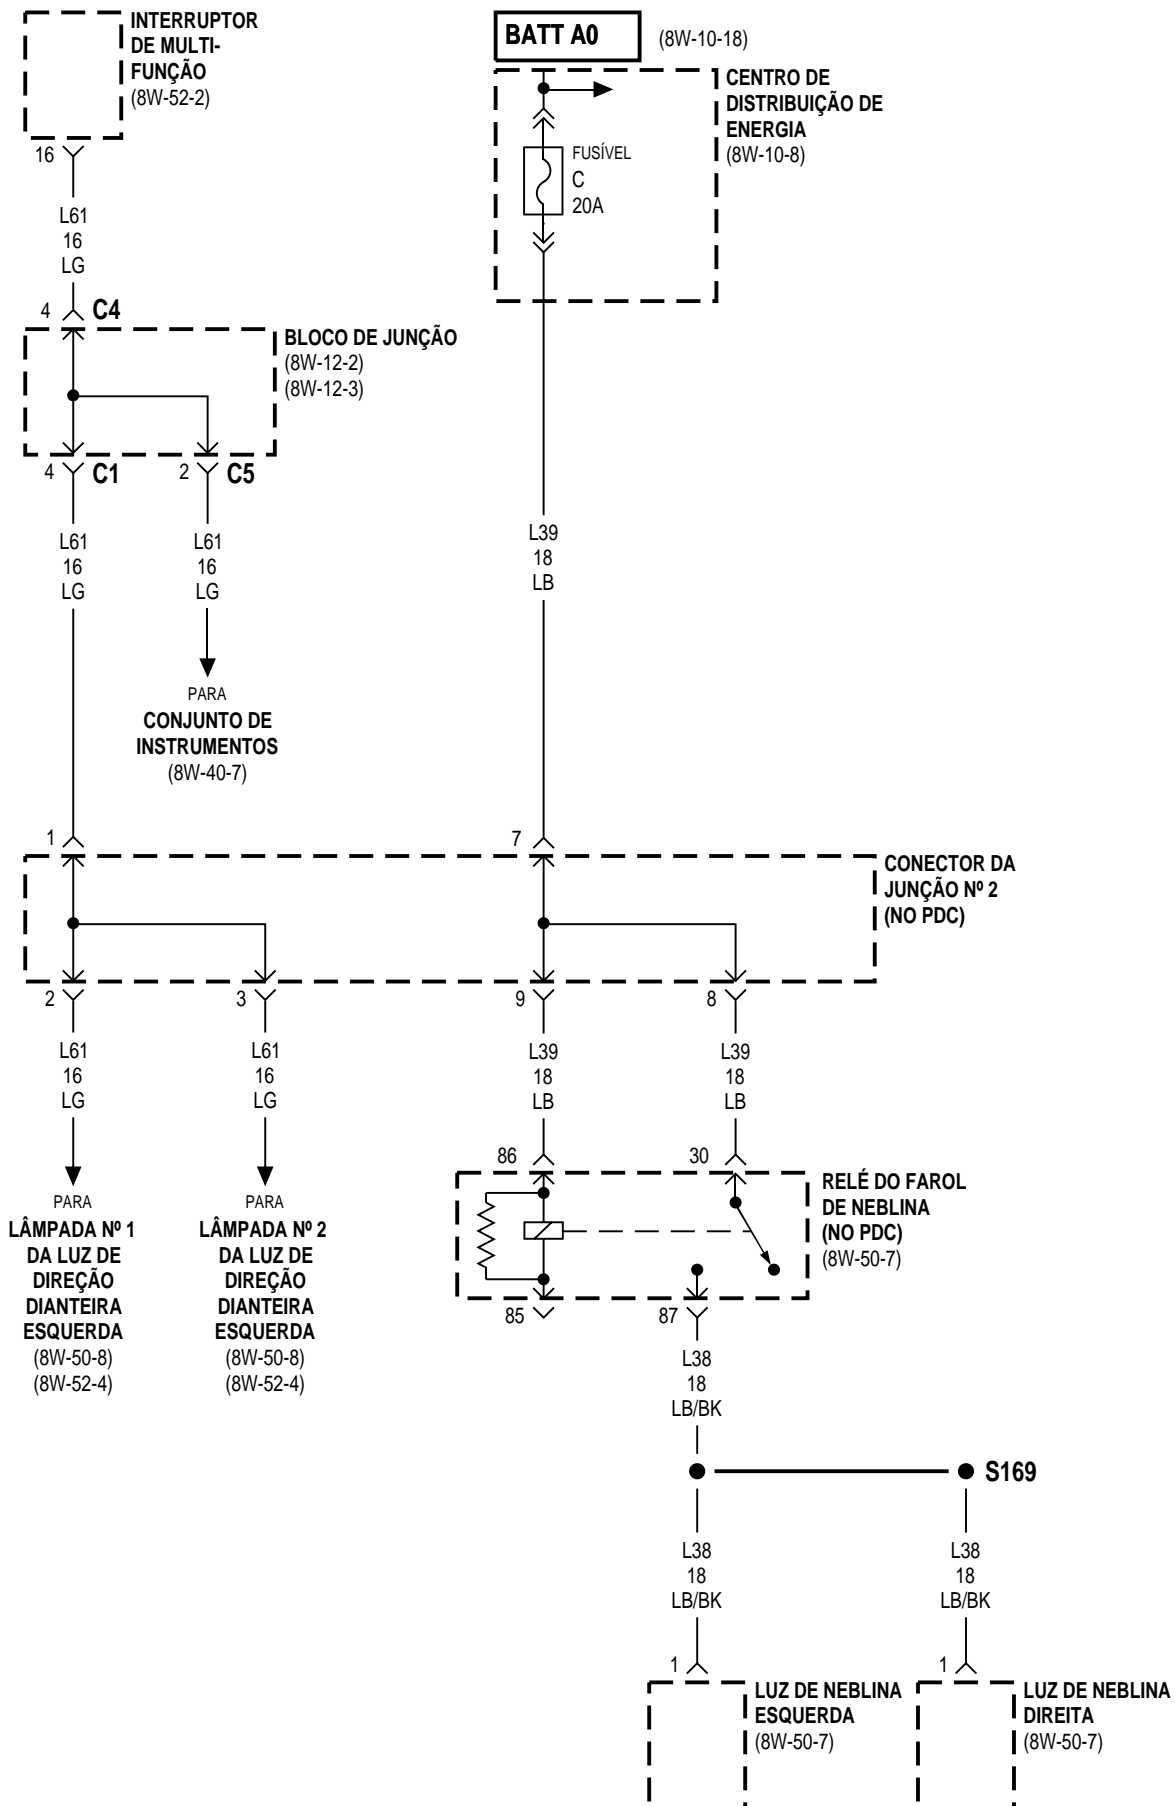 INTERRUPTOR
DE MULTI-
FUNÇÃO
(8W-52-2)
16
L61
16
LG
4 C4
BLOCO DE JUNÇÃO
(8W-12-2)
(8W-12-3)
4 C1
2 C5
L61
16
LG
L61
16
LG
PARA
CONJUNTO DE
INSTRUMENTOS
(8W-40-7)
BATT A0
(8W-10-18)
CENTRO DE
DISTRIBUIÇÃO DE
ENERGIA
(8W-10-8)
FUSÍVEL
C
20A
L39
18
LB
1
7
CONECTOR DA
JUNÇÃO Nº 2
(NO PDC)
2
3
9
8
L61
16
LG
L61
16
LG
L39
18
LB
L39
18
LB
PARA
LÂMPADA Nº 1
DA LUZ DE
DIREÇÃO
DIANTEIRA
ESQUERDA
(8W-50-8)
(8W-52-4)
PARA
LÂMPADA Nº 2
DA LUZ DE
DIREÇÃO
DIANTEIRA
ESQUERDA
(8W-50-8)
(8W-52-4)
86
30
RELÉ DO FAROL
DE NEBLINA
(NO PDC)
(8W-50-7)
85
87
L38
18
LB/BK
S169
L38
18
LB/BK
L38
18
LB/BK
1
LUZ DE NEBLINA
ESQUERDA
(8W-50-7)
1
LUZ DE NEBLINA
DIREITA
(8W-50-7)